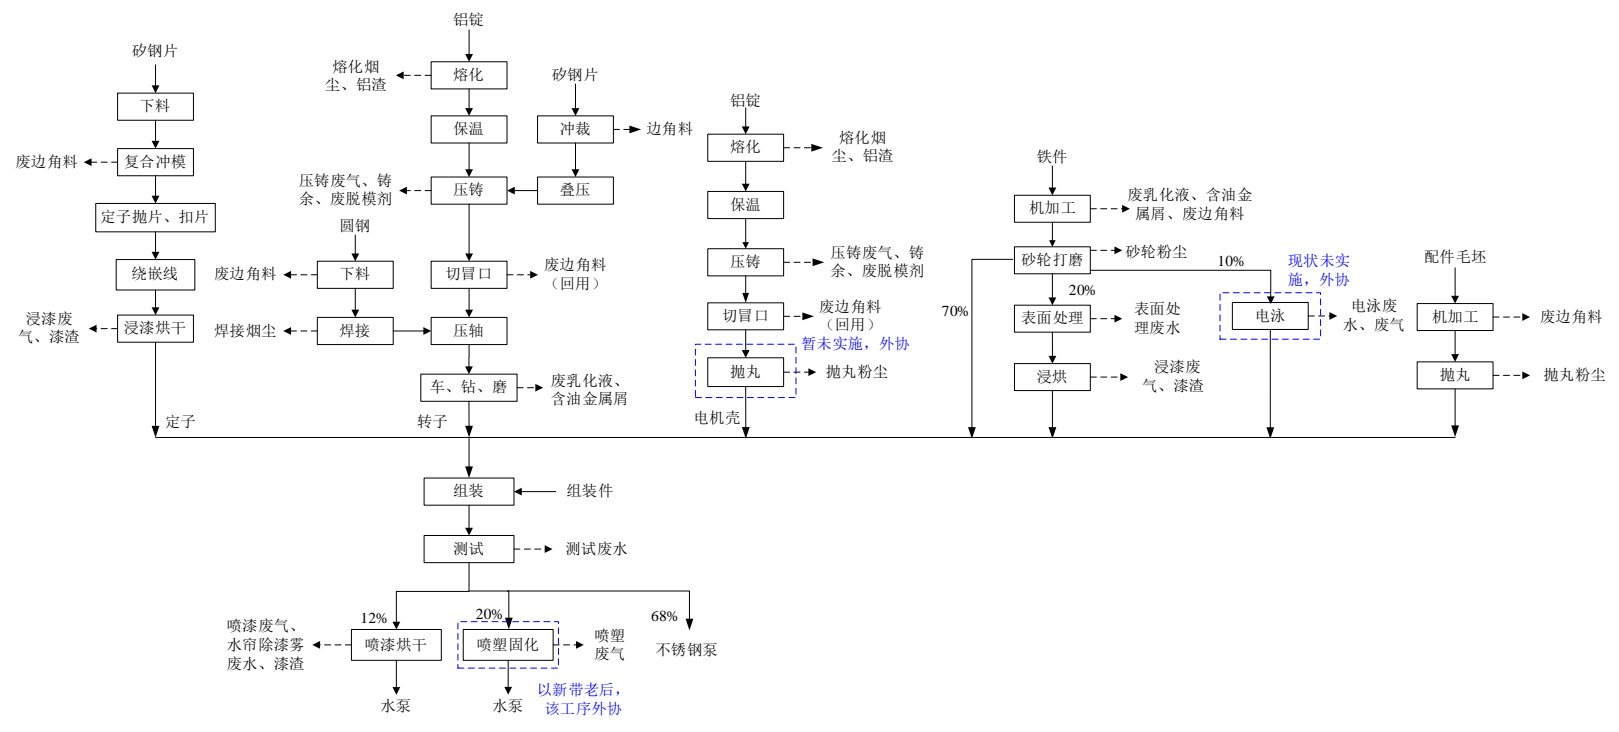 矽钢片
下料
复合冲模
废边角料
定子抛片、扣片
绕嵌线
浸漆烘干
浸漆废
气、漆渣
定子
铝锭
熔化
熔化烟
尘、铝渣
保温
矽钢片
冲裁
边角料
叠压
压铸
压铸废气、铸
余、废脱模剂
圆钢
下料
废边角料
焊接
焊接烟尘
切冒口
废边角料
（回用）
压轴
车、钻、磨
废乳化液、
含油金属屑
转子
铝锭
熔化
熔化烟
尘、铝渣
保温
压铸
压铸废气、铸
余、废脱模剂
切冒口
废边角料
（回用）
暂未实施，外协
抛丸
抛丸粉尘
电机壳
铁件
机加工
废乳化液、含油金
属屑、废边角料
砂轮打磨
砂轮粉尘
70%
20%
10%
表面处理
表面处
理废水
浸烘
浸漆废
气、漆渣
现状未实
施，外协
电泳
电泳废
水、废气
配件毛坯
机加工
废边角料
抛丸
抛丸粉尘
组装
组装件
测试
测试废水
12%
20%
68%
喷漆废气、
水帘除漆雾
废水、漆渣
喷漆烘干
喷塑固化
喷塑
废气
不锈钢泵
水泵
水泵
以新带老后，
该工序外协